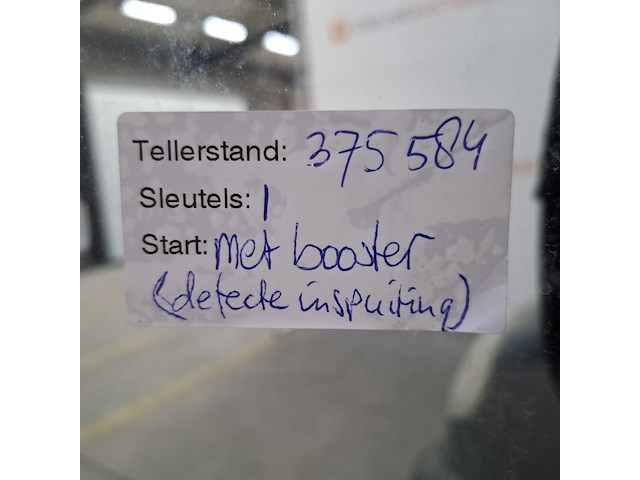 Tellerstand: 375 584
Sleutels: 1
Start: met booster
(defecte inspuiting)